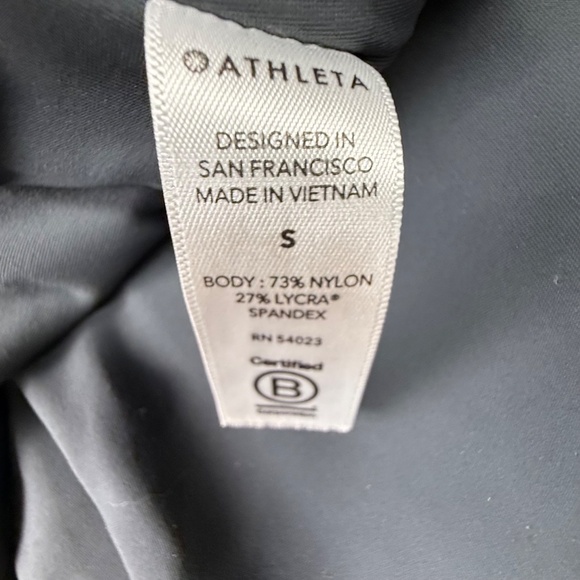 ATHLETA
DESIGNED IN
SAN FRANCISCO
MADE IN VIETNAM
S
BODY : 73% NYLON
27% LYCRA®
SPANDEX
RN 54023
Certified
B